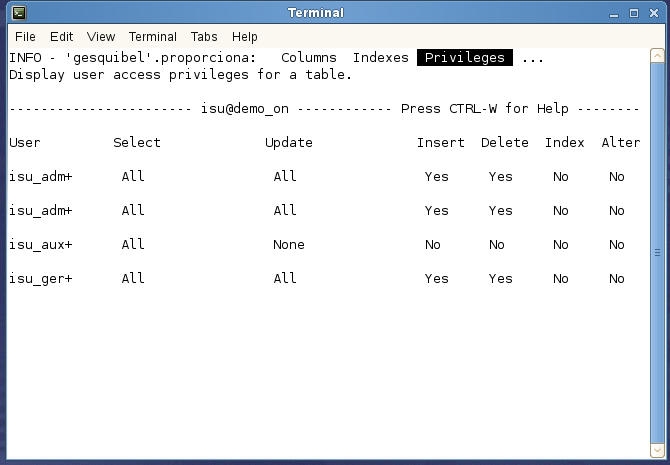 Terminal
File Edit View Terminal Tabs Help
INFO - 'gesquibel'.proporciona:   Columns  Indexes  Privileges  ...
Display user access privileges for a table.
----------------------- isu@demo_on ------------ Press CTRL-W for Help --------
User         Select             Update             Insert  Delete  Index  Alter
isu_adm+      All                All                Yes     Yes     No     No
isu_adm+      All                All                Yes     Yes     No     No
isu_aux+      All                None               No      No      No     No
isu_ger+      All                All                Yes     Yes     No     No